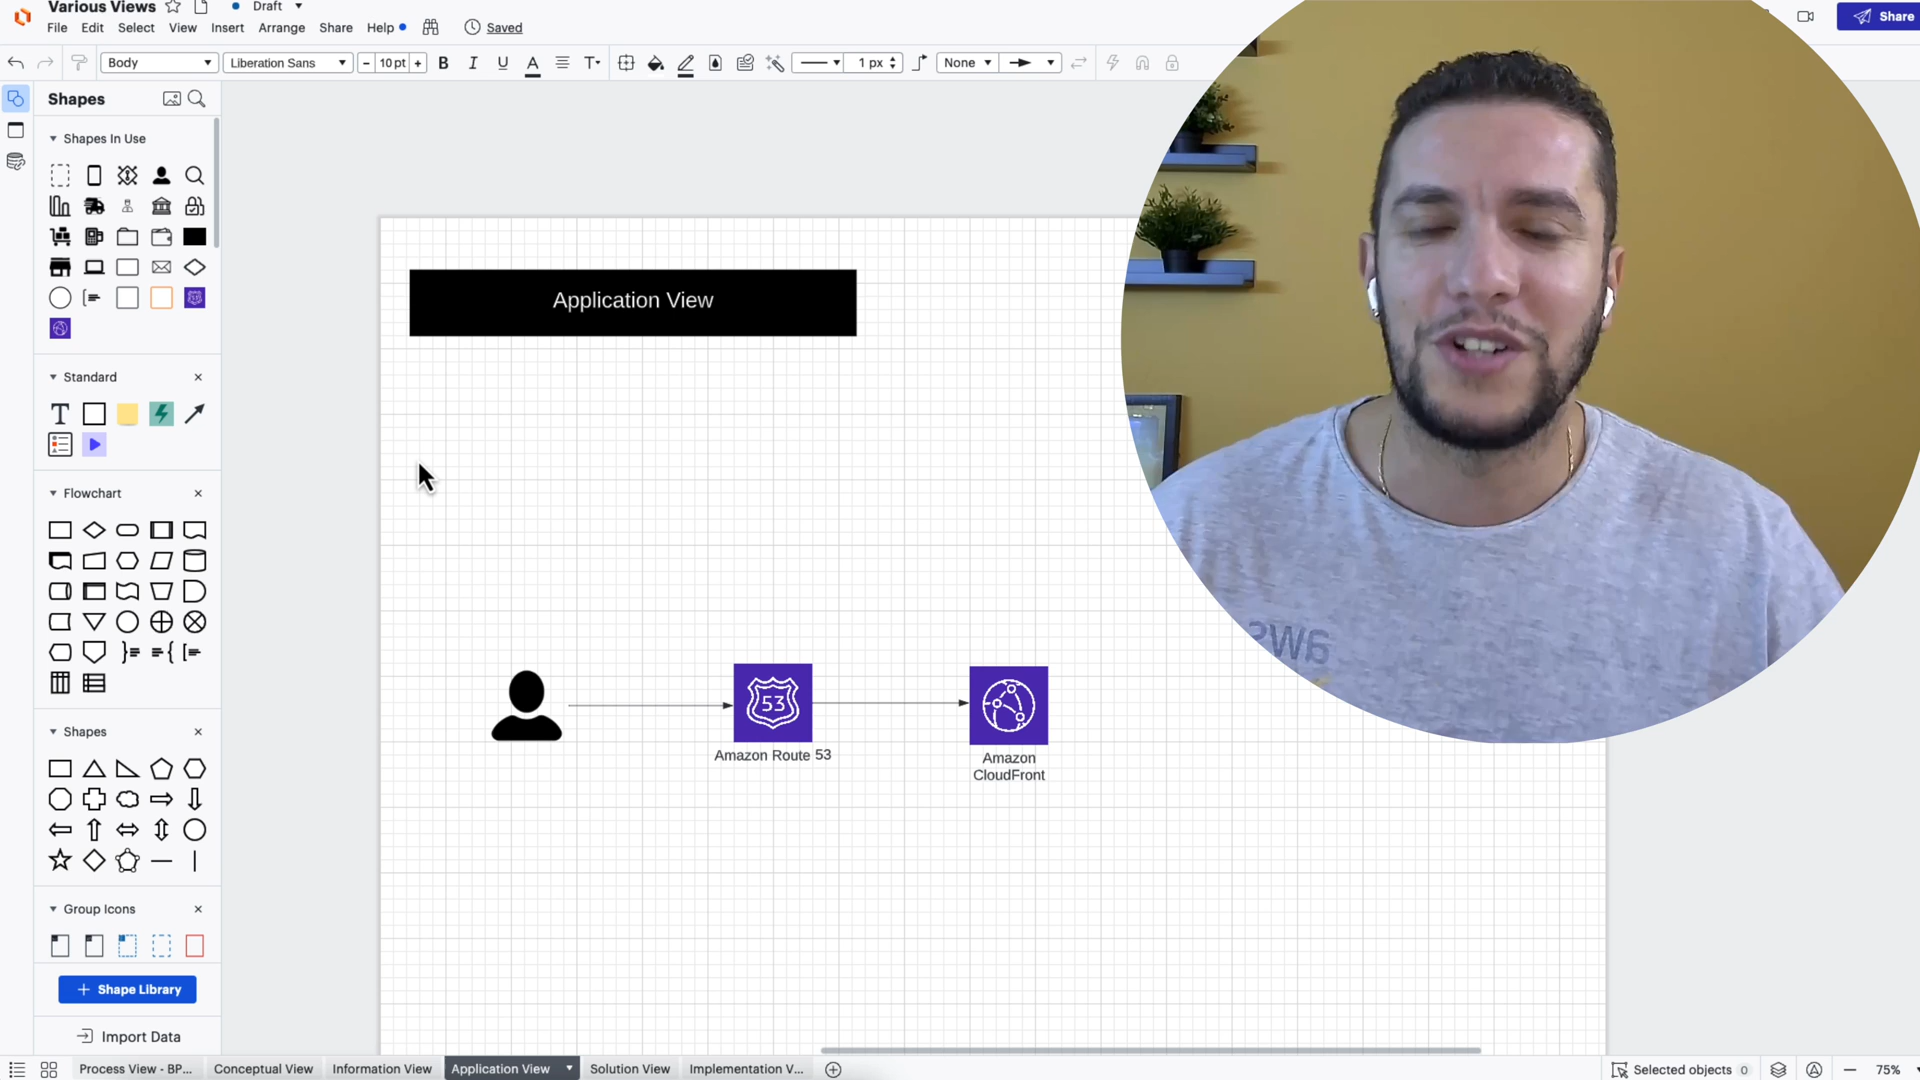 Various Views
Draft
File Edit Select View Insert Arrange Share Help
Saved
Share
Body
Liberation Sans
10 pt
B I U A T
1 px
None
Shapes
Shapes In Use
Standard
T
Flowchart
Shapes
Group Icons
Shape Library
Import Data
Application View
53
Amazon Route 53
Amazon
CloudFront
aws
Process View - BP...
Conceptual View
Information View
Application View
Solution View
Implementation V...
Selected objects 0
75%